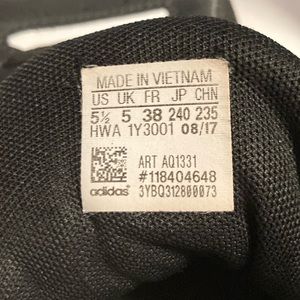 MADE IN VIETNAM
US UK FR JP CHN
5½ 5 38 240 235
HWA 1Y3001 08/17
ART AQ1331
#118404648
adidas 3YBQ312800073